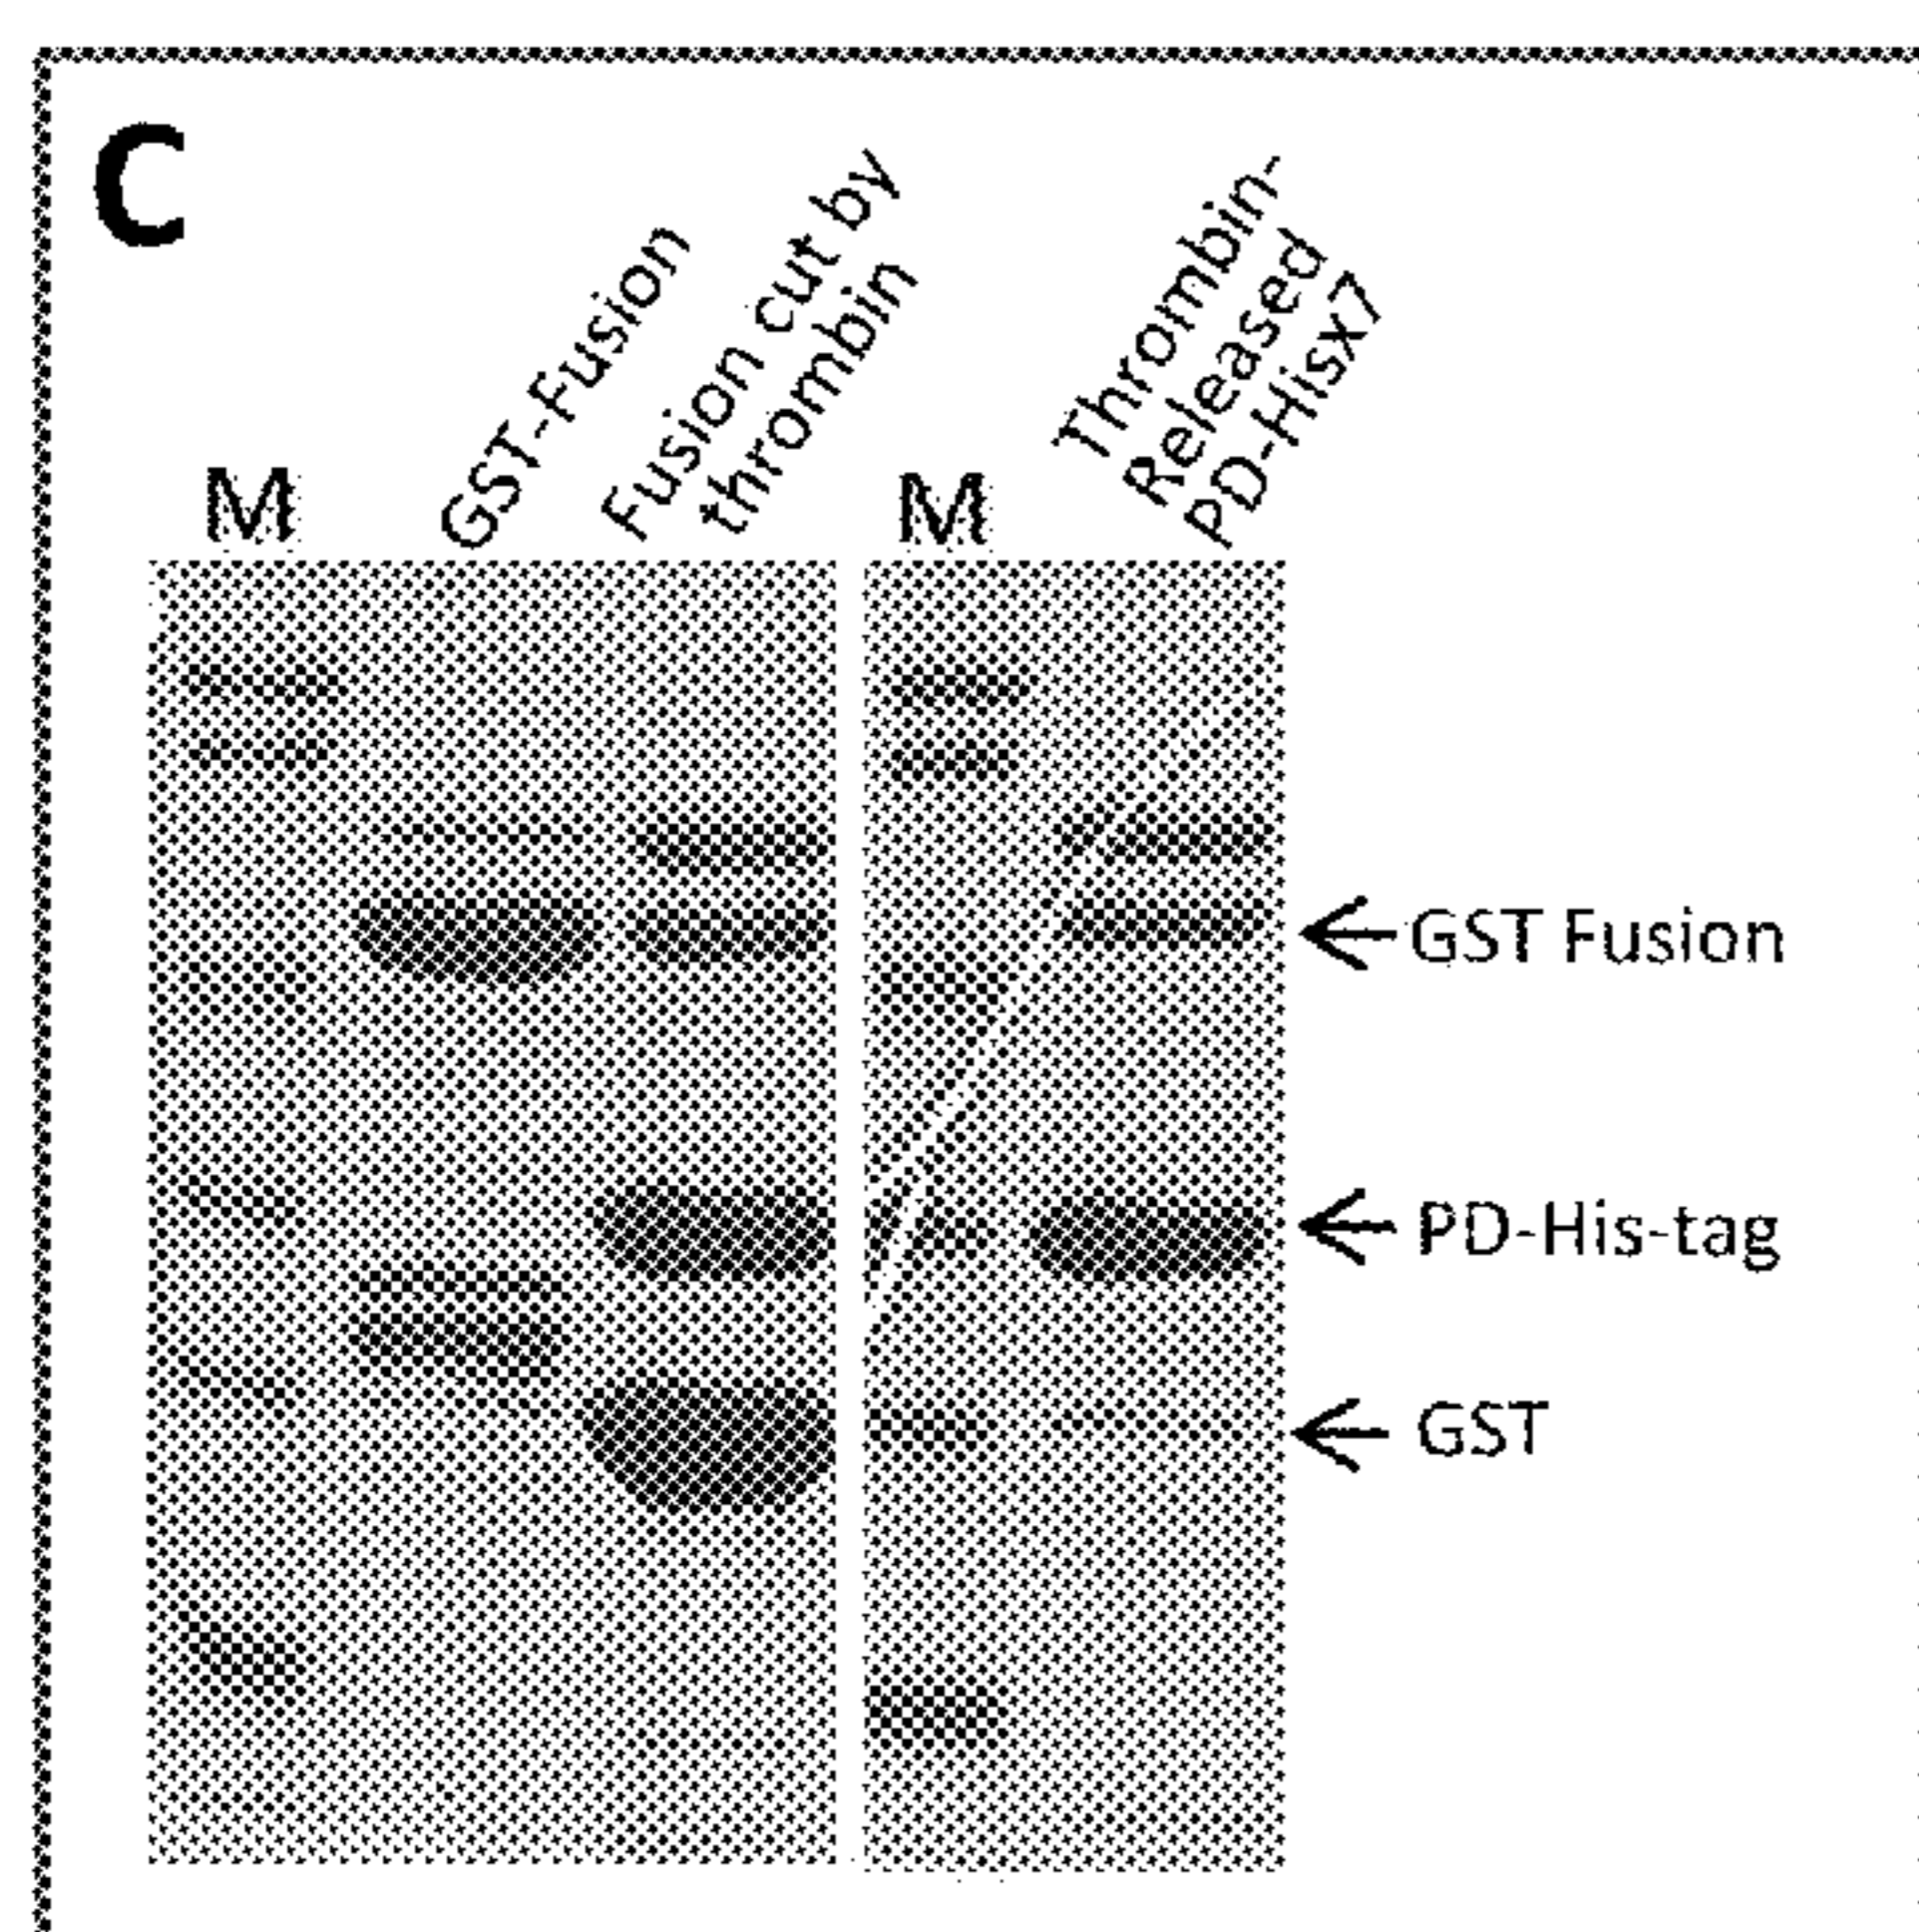 C
M
GST-Fusion
Fusion cut by
thrombin
M
Thrombin-
Released
PD-Hisx7
GST Fusion
PD-His-tag
GST